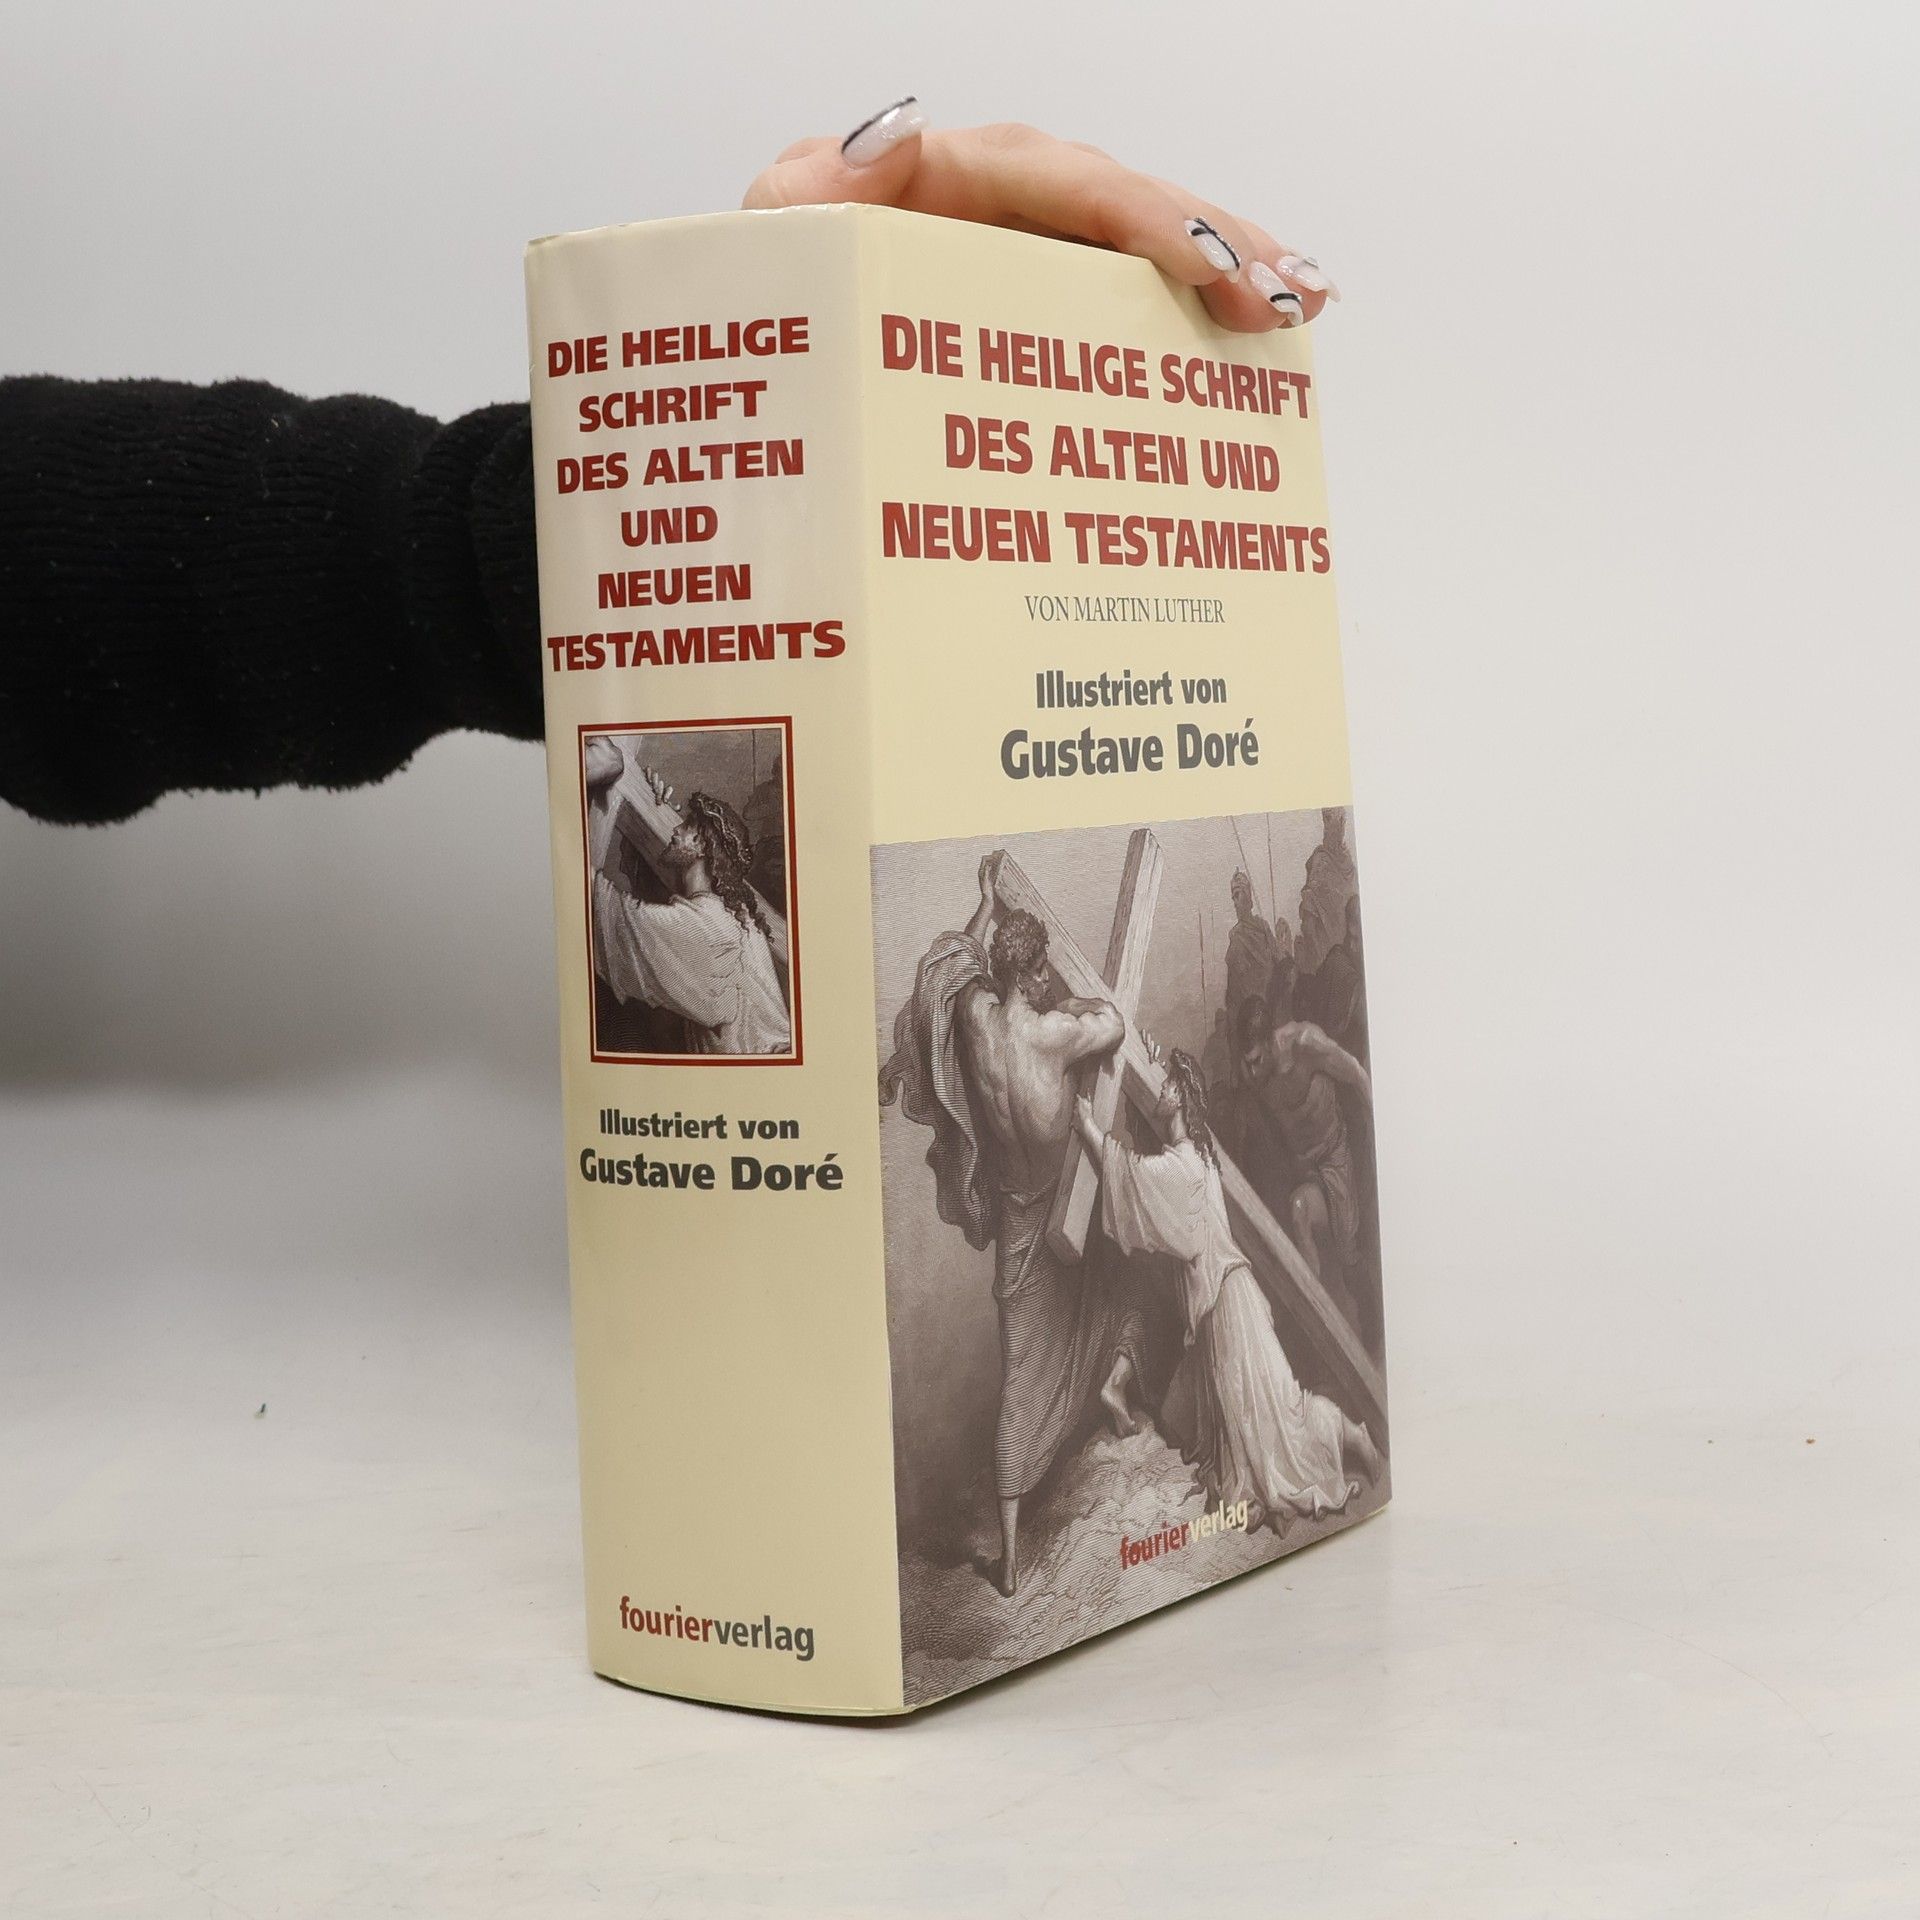 DIE HEILIGE
SCHRIFT
DES ALTEN
UND
NEUEN
TESTAMENTS
Illustriert von
Gustave Doré
fourierverlag
DIE HEILIGE SCHRIFT
DES ALTEN UND
NEUEN TESTAMENTS
VON MARTIN LUTHER
Illustriert von
Gustave Doré
fourierverlag